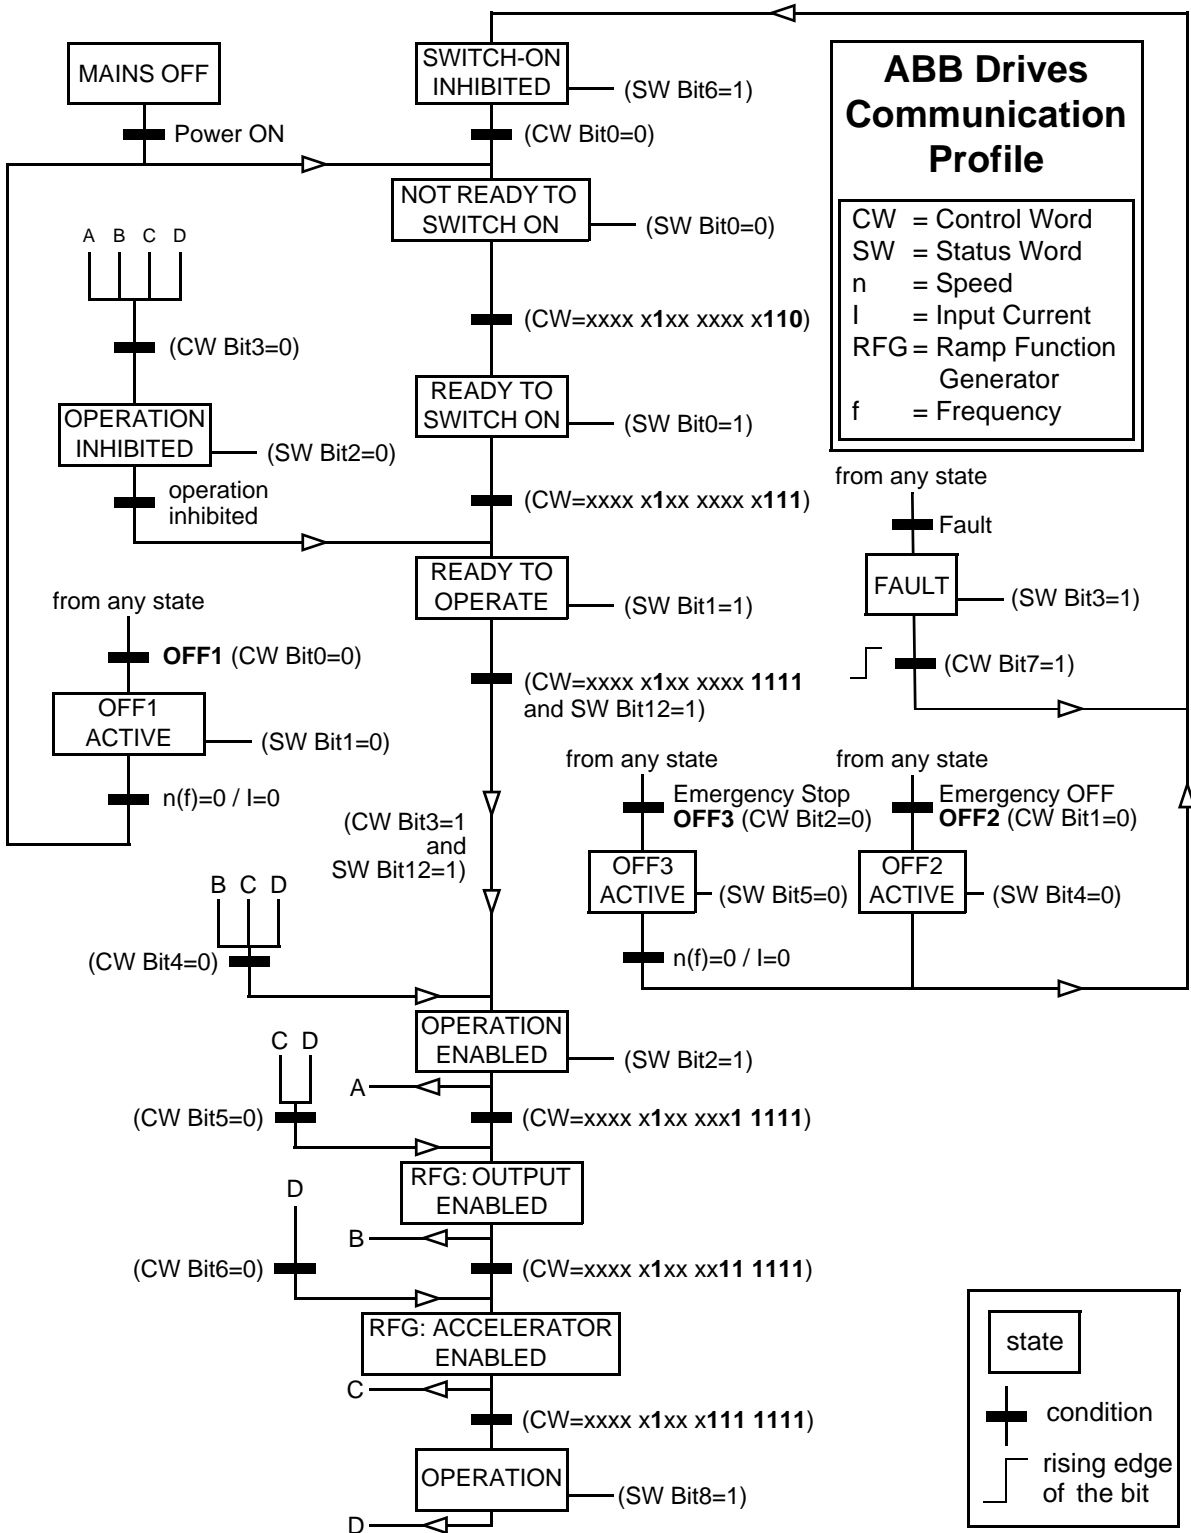 MAINS OFF
Power ON
SWITCH-ON
INHIBITED
(SW Bit6=1)
(CW Bit0=0)
ABB Drives
Communication
Profile
CW = Control Word
SW = Status Word
n = Speed
I = Input Current
RFG = Ramp Function
Generator
f = Frequency
NOT READY TO
SWITCH ON
(SW Bit0=0)
A B C D
(CW Bit3=0)
(CW=xxxx x1xx xxxx x110)
OPERATION
INHIBITED
(SW Bit2=0)
operation
inhibited
READY TO
SWITCH ON
(SW Bit0=1)
(CW=xxxx x1xx xxxx x111)
from any state
Fault
FAULT
(SW Bit3=1)
(CW Bit7=1)
READY TO
OPERATE
(SW Bit1=1)
from any state
OFF1 (CW Bit0=0)
OFF1
ACTIVE
(SW Bit1=0)
n(f)=0 / I=0
(CW=xxxx x1xx xxxx 1111
and SW Bit12=1)
(CW Bit3=1
and
SW Bit12=1)
from any state
Emergency Stop
OFF3 (CW Bit2=0)
OFF3
ACTIVE
(SW Bit5=0)
n(f)=0 / I=0
from any state
Emergency OFF
OFF2 (CW Bit1=0)
OFF2
ACTIVE
(SW Bit4=0)
B C D
(CW Bit4=0)
OPERATION
ENABLED
(SW Bit2=1)
A
C D
(CW Bit5=0)
(CW=xxxx x1xx xxx1 1111)
RFG: OUTPUT
ENABLED
B
D
(CW Bit6=0)
(CW=xxxx x1xx xx11 1111)
RFG: ACCELERATOR
ENABLED
C
(CW=xxxx x1xx x111 1111)
OPERATION
(SW Bit8=1)
D
state
condition
rising edge
of the bit